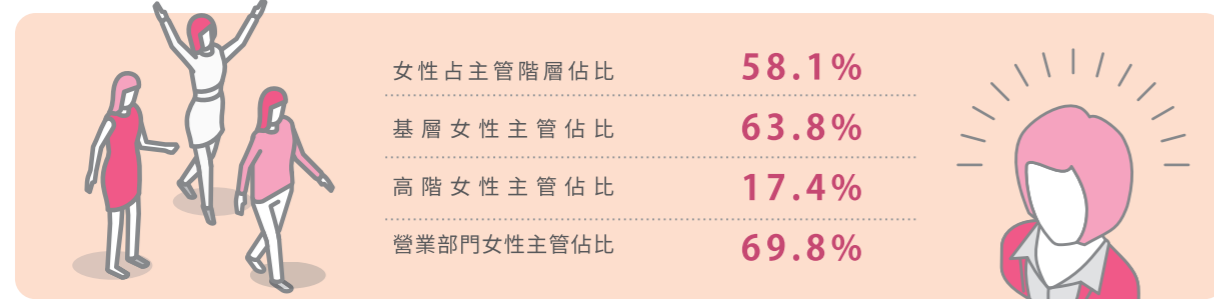 女性占主管階層佔比 58.1%
基層女性主管佔比 63.8%
高階女性主管佔比 17.4%
營業部門女性主管佔比 69.8%